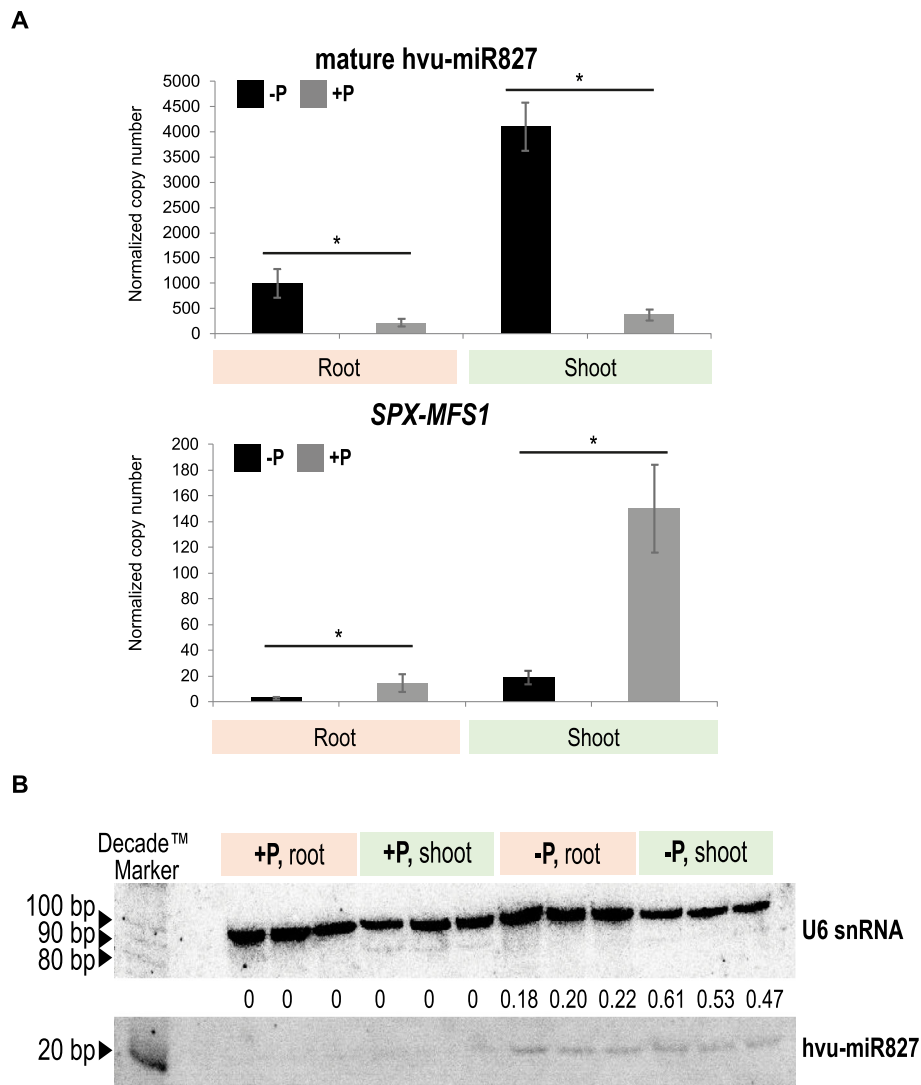 A
mature hvu-miR827
Normalized copy number
5000
4500
4000
3500
3000
2500
2000
1500
1000
500
0
-P +P
*
*
Root Shoot
SPX-MFS1
Normalized copy number
200
180
160
140
120
100
80
60
40
20
0
-P +P
*
*
Root Shoot
B
Decade™
Marker
+P, root +P, shoot -P, root -P, shoot
100 bp
90 bp
80 bp
U6 snRNA
0 0 0 0 0 0 0.18 0.20 0.22 0.61 0.53 0.47
20 bp
hvu-miR827